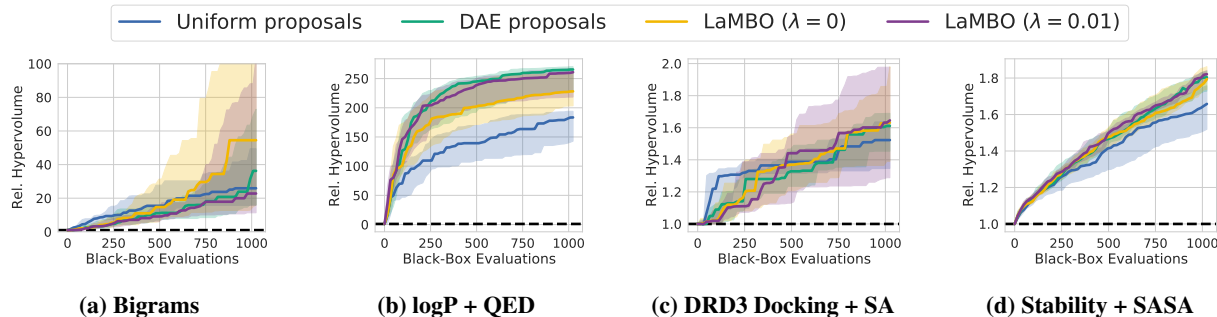 Uniform proposals DAE proposals LaMBO (λ = 0) LaMBO (λ = 0.01)
Rel. Hypervolume
100
80
60
40
20
0
0 250 500 750 1000
Black-Box Evaluations
(a) Bigrams
Rel. Hypervolume
250
200
150
100
50
0
0 250 500 750 1000
Black-Box Evaluations
(b) logP + QED
Rel. Hypervolume
2.0
1.8
1.6
1.4
1.2
1.0
0 250 500 750 1000
Black-Box Evaluations
(c) DRD3 Docking + SA
Rel. Hypervolume
1.8
1.6
1.4
1.2
1.0
0 250 500 750 1000
Black-Box Evaluations
(d) Stability + SASA